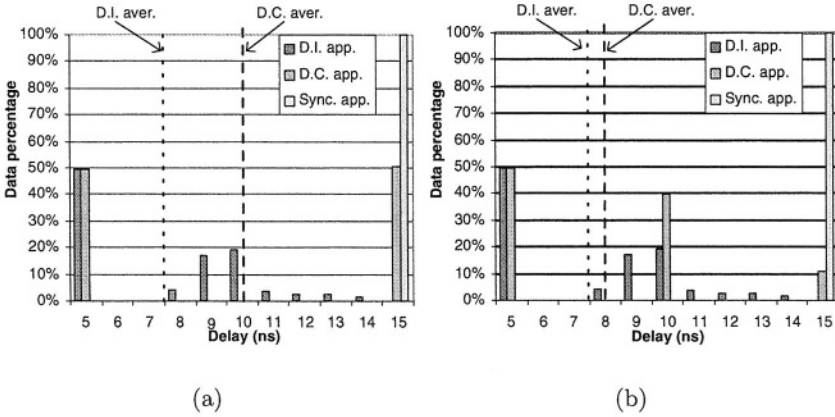 D.I. aver.
D.C. aver.
100%
90%
80%
70%
60%
50%
40%
30%
20%
10%
0%
Data percentage
D.I. app.
D.C. app.
Sync. app.
5 6 7 8 9 10 11 12 13 14 15
Delay (ns)
(a)
D.I. aver.
D.C. aver.
100%
90%
80%
70%
60%
50%
40%
30%
20%
10%
0%
Data percentage
D.I. app.
D.C. app.
Sync. app.
5 6 7 8 9 10 11 12 13 14 15
Delay (ns)
(b)